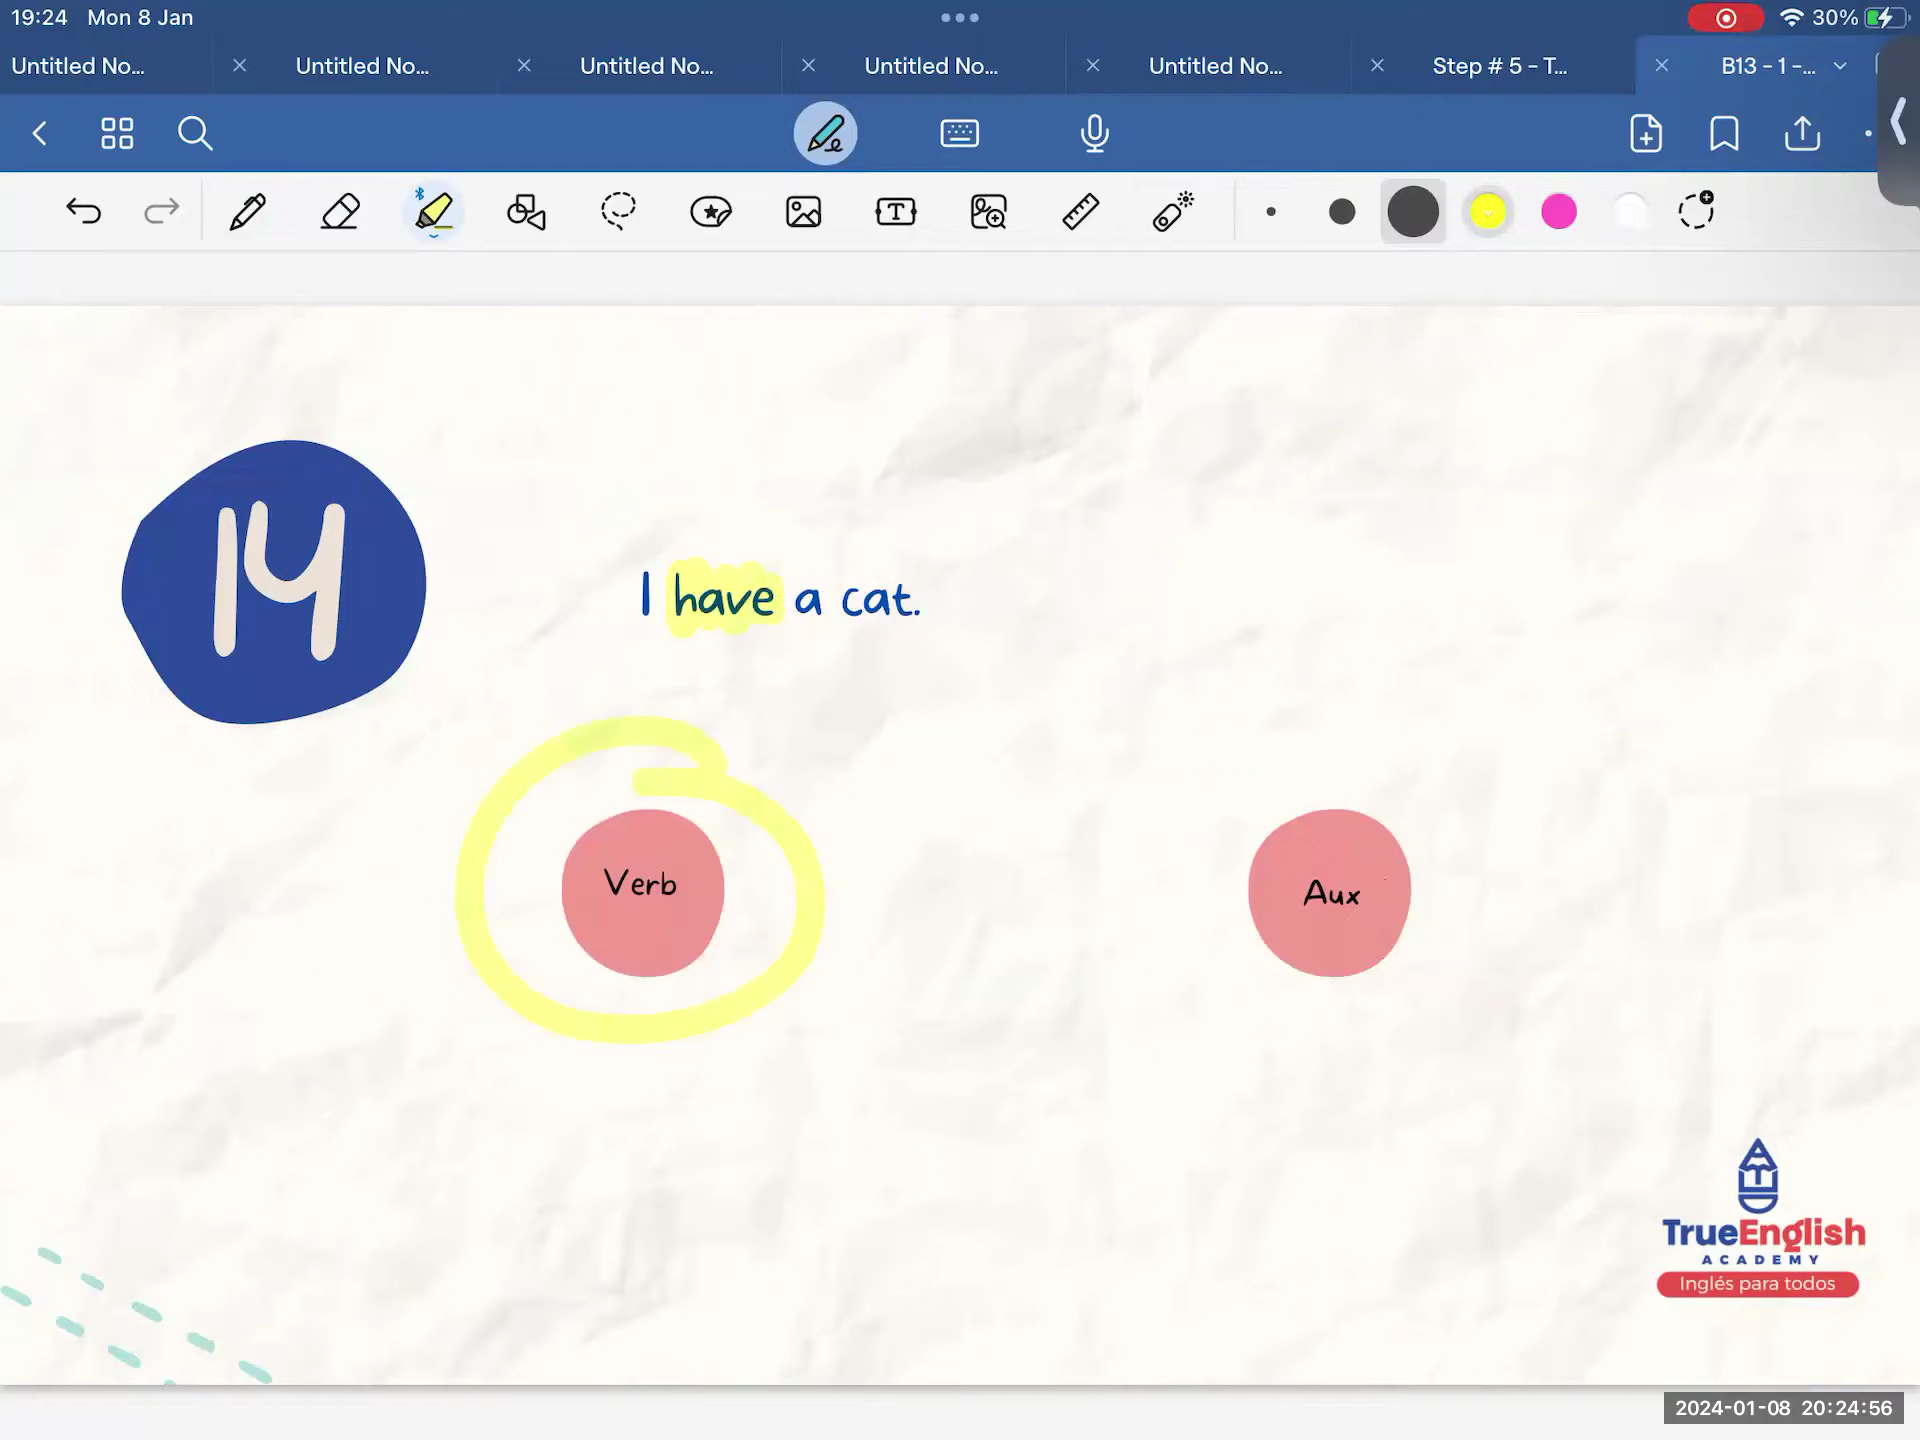 19:24 Mon 8 Jan
30%
Untitled No... Untitled No... Untitled No... Untitled No... Untitled No... Step # 5 - T... B13 - 1 -...
14
I have a cat.
Verb
Aux
TrueEnglish
ACADEMY
Inglés para todos
2024-01-08 20:24:56